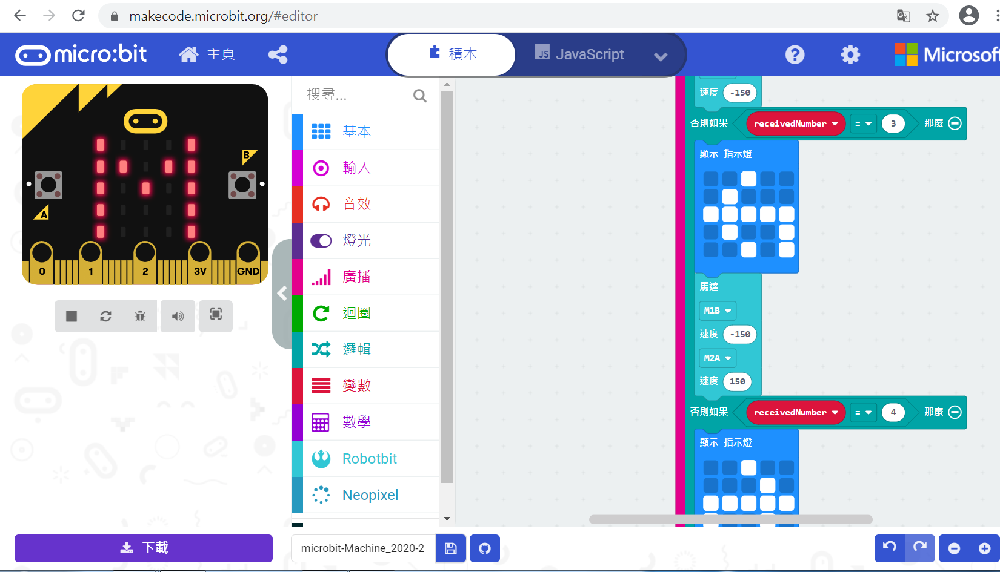 makecode.microbit.org/#editor
micro:bit
主頁
積木
JS JavaScript
Microsoft
搜尋...
基本
輸入
音效
燈光
廣播
迴圈
邏輯
變數
數學
Robotbit
Neopixel
A
B
0 1 2 3V GND
速度 -150
否則如果 receivedNumber = 3 那麼
顯示 指示燈
馬達
M1B
速度 -150
M2A
速度 150
否則如果 receivedNumber = 4 那麼
顯示 指示燈
下載
microbit-Machine_2020-2